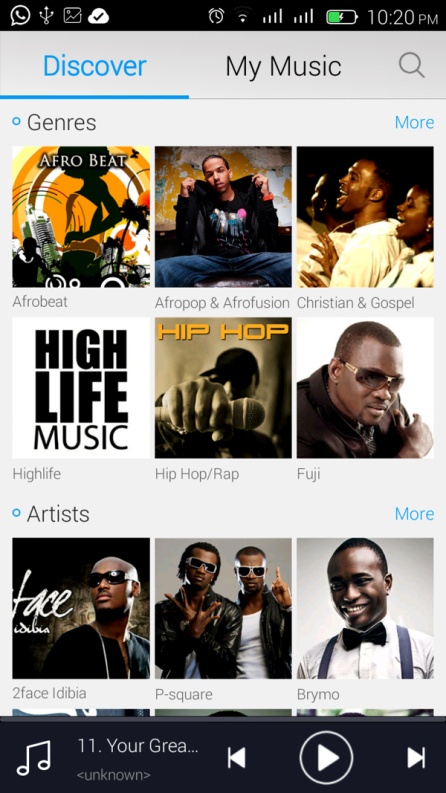 10:20 PM
Discover
My Music
Genres
More
AFRO BEAT
Afrobeat
Afropop & Afrofusion
Christian & Gospel
HIGH
LIFE
MUSIC
HIP HOP
Highlife
Hip Hop/Rap
Fuji
Artists
More
face
idibia
2face Idibia
P-square
Brymo
11. Your Grea...
<unknown>